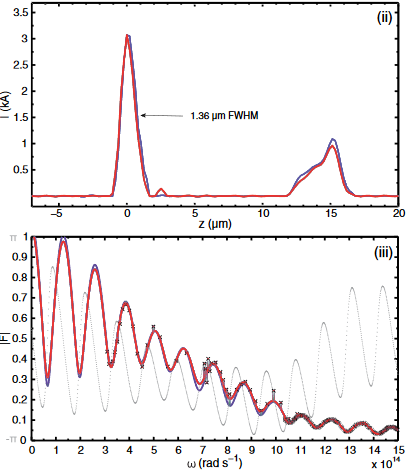 (ii)
3.5
3
2.5
2
1.5
1
0.5
I (kA)
1.36 µm FWHM
−5 0 5 10 15 20
z (µm)
(iii)
π
1
0.9
0.8
0.7
0.6
0.5
0.4
0.3
0.2
0.1
0
-π
|F|
0 1 2 3 4 5 6 7 8 9 10 11 12 13 14 15
ω (rad s⁻¹)
× 10¹⁴